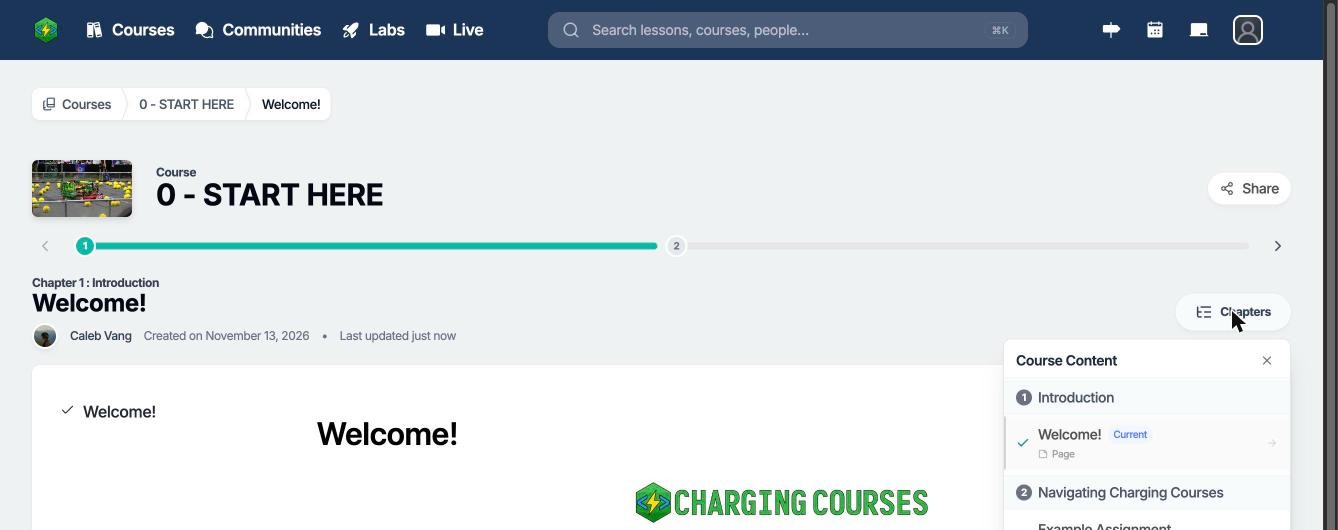 Courses Communities Labs Live Search lessons, courses, people... ⌘K
Courses 0 - START HERE Welcome!
Course
0 - START HERE
Share
1 2
Chapter 1 : Introduction
Welcome!
Chapters
Caleb Vang Created on November 13, 2026 • Last updated just now
Course Content
1 Introduction
Welcome!
Welcome!
Welcome! Current
Page
CHARGING COURSES
2 Navigating Charging Courses
Example Assignment